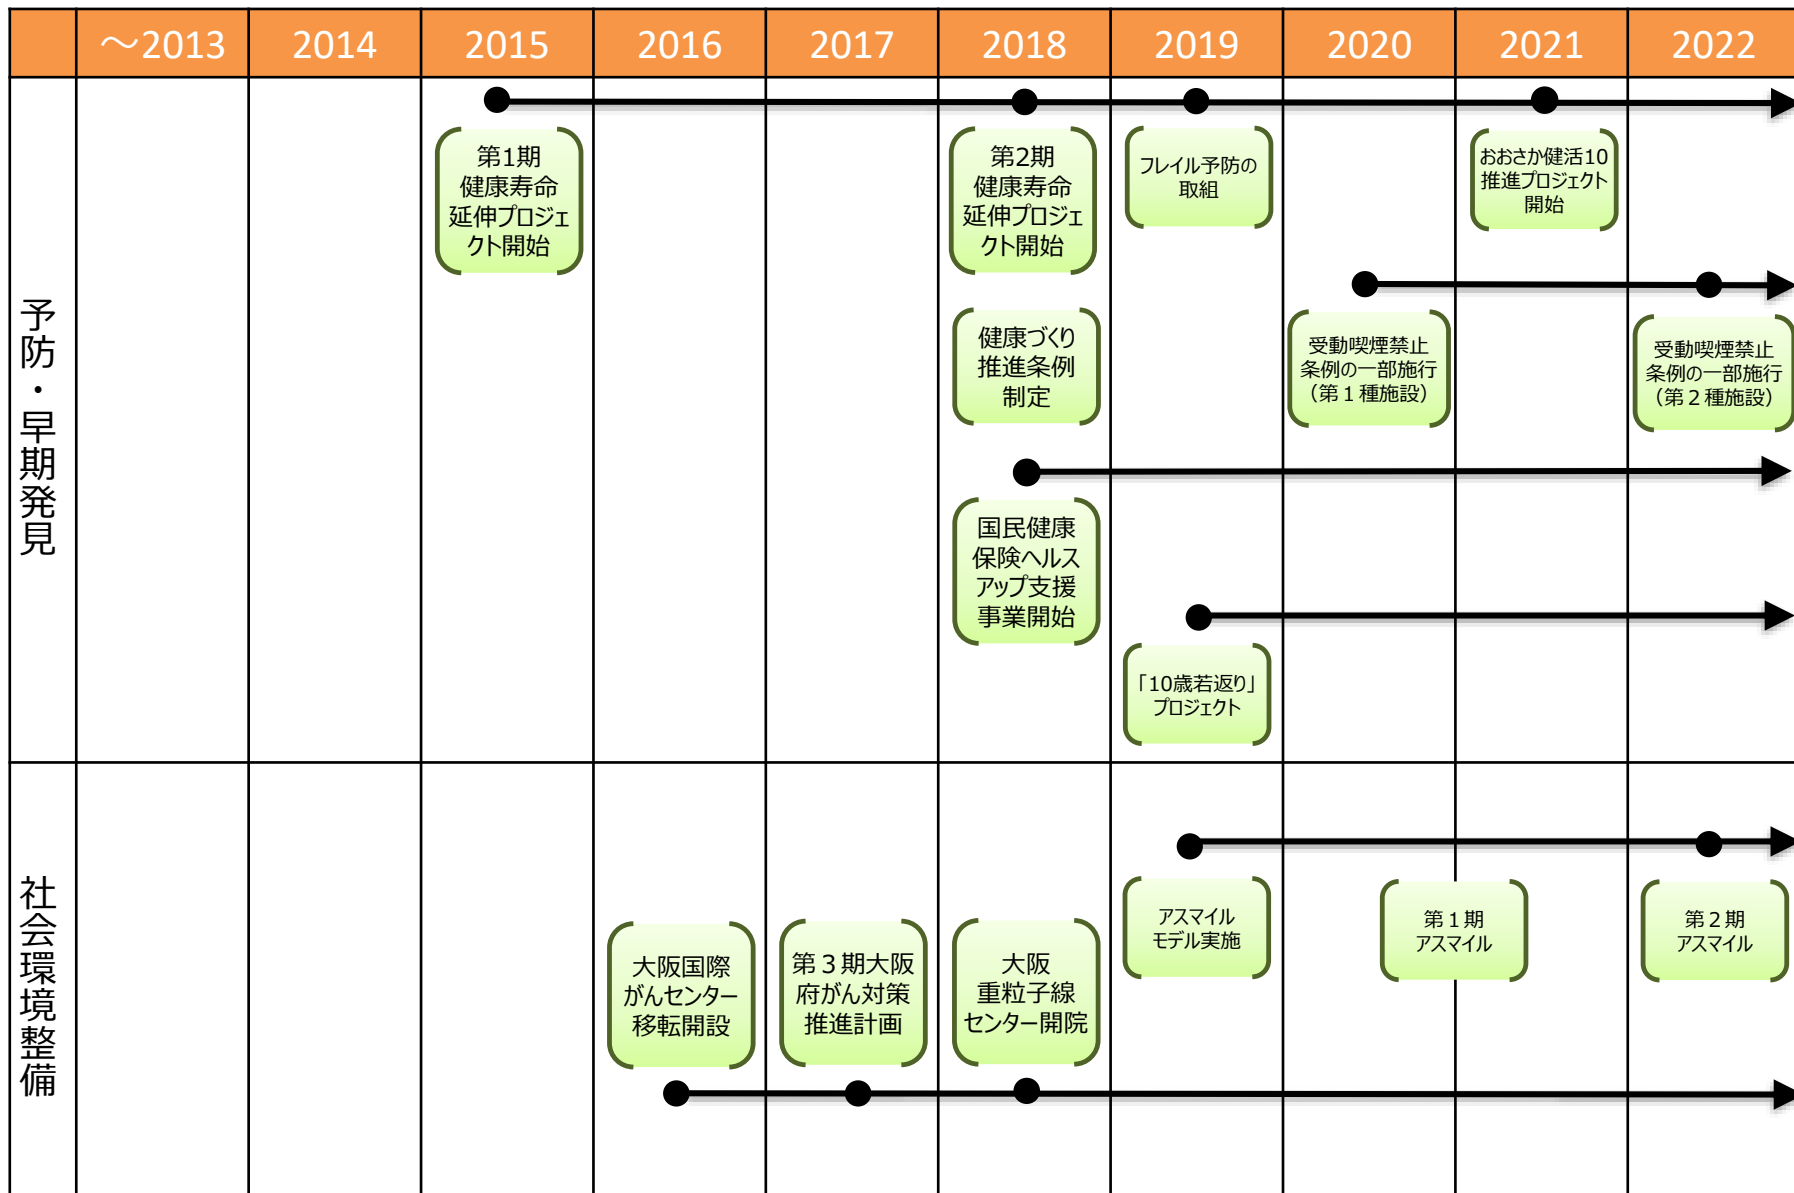 ～2013
2014
2015
2016
2017
2018
2019
2020
2021
2022
予防・早期発見
第1期
健康寿命
延伸プロジェ
クト開始
第2期
健康寿命
延伸プロジェ
クト開始
フレイル予防の
取組
おおさか健活10
推進プロジェクト
開始
健康づくり
推進条例
制定
受動喫煙禁止
条例の一部施行
（第１種施設）
受動喫煙禁止
条例の一部施行
（第２種施設）
国民健康
保険ヘルス
アップ支援
事業開始
「10歳若返り」
プロジェクト
社会環境整備
アスマイル
モデル実施
第１期
アスマイル
第２期
アスマイル
大阪国際
がんセンター
移転開設
第３期大阪
府がん対策
推進計画
大阪
重粒子線
センター開院